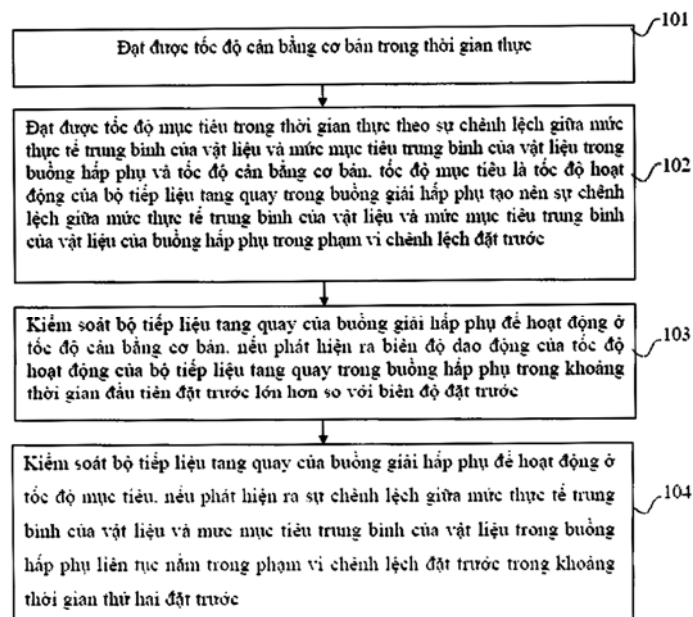 101
Đạt được tốc độ cân bằng cơ bản trong thời gian thực
Đạt được tốc độ mục tiêu trong thời gian thực theo sự chênh lệch giữa mức
thực tế trung bình của vật liệu và mức mục tiêu trung bình của vật liệu trong
buồng hấp phụ và tốc độ cân bằng cơ bản. tốc độ mục tiêu là tốc độ hoạt
động của bộ tiếp liệu tang quay trong buồng giải hấp phụ tạo nên sự chênh
lệch giữa mức thực tế trung bình của vật liệu và mức mục tiêu trung bình
của vật liệu của buồng hấp phụ trong phạm vi chênh lệch đặt trước
102
Kiểm soát bộ tiếp liệu tang quay của buồng giải hấp phụ để hoạt động ở
tốc độ cân bằng cơ bản. nếu phát hiện ra biên độ dao động của tốc độ
hoạt động của bộ tiếp liệu tang quay trong buồng hấp phụ trong khoảng
thời gian đầu tiên đặt trước lớn hơn so với biên độ đặt trước
103
Kiểm soát bộ tiếp liệu tang quay của buồng giải hấp phụ để hoạt động ở
tốc độ mục tiêu. nếu phát hiện ra sự chênh lệch giữa mức thực tế trung
bình của vật liệu và mưc mục tiêu trung bình của vật liệu trong buồng
hấp phụ liên tục nằm trong phạm vi chênh lệch đặt trước trong khoảng
thời gian thứ hai đặt trước
104